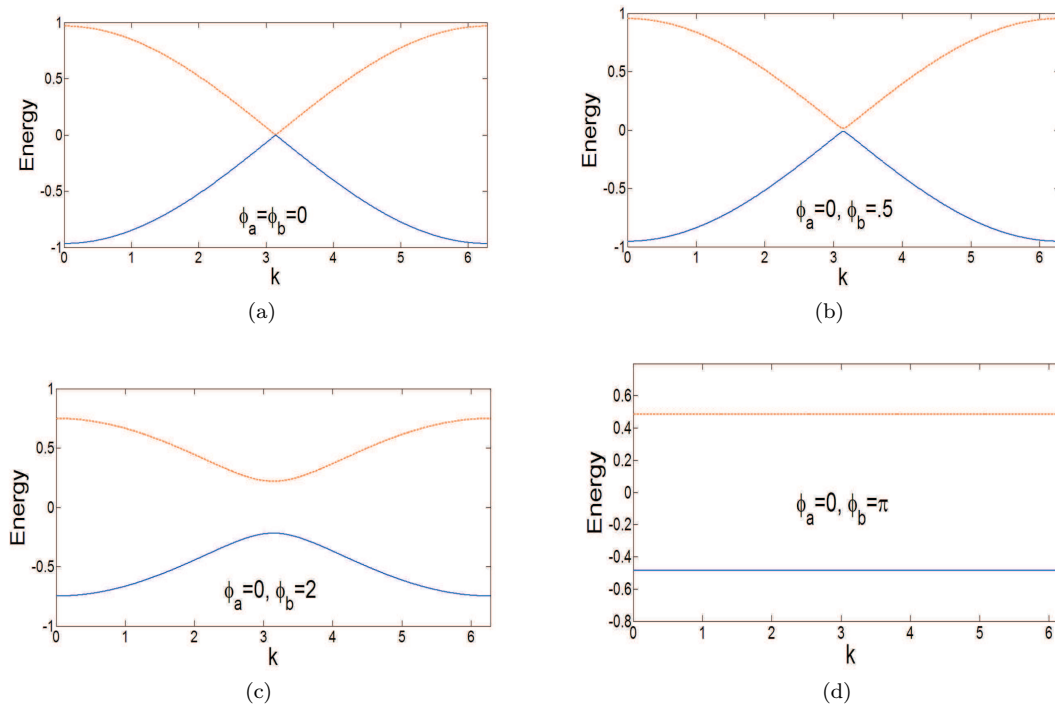 1
0.5
0
-0.5
-1
Energy
0 1 2 3 4 5 6
k
ϕa=ϕb=0
(a)
1
0.5
0
-0.5
-1
Energy
0 1 2 3 4 5 6
k
ϕa=0, ϕb=.5
(b)
1
0.5
0
-0.5
-1
Energy
0 1 2 3 4 5 6
k
ϕa=0, ϕb=2
(c)
0.6
0.4
0.2
0
-0.2
-0.4
-0.6
-0.8
Energy
0 1 2 3 4 5 6
k
ϕa=0, ϕb=π
(d)